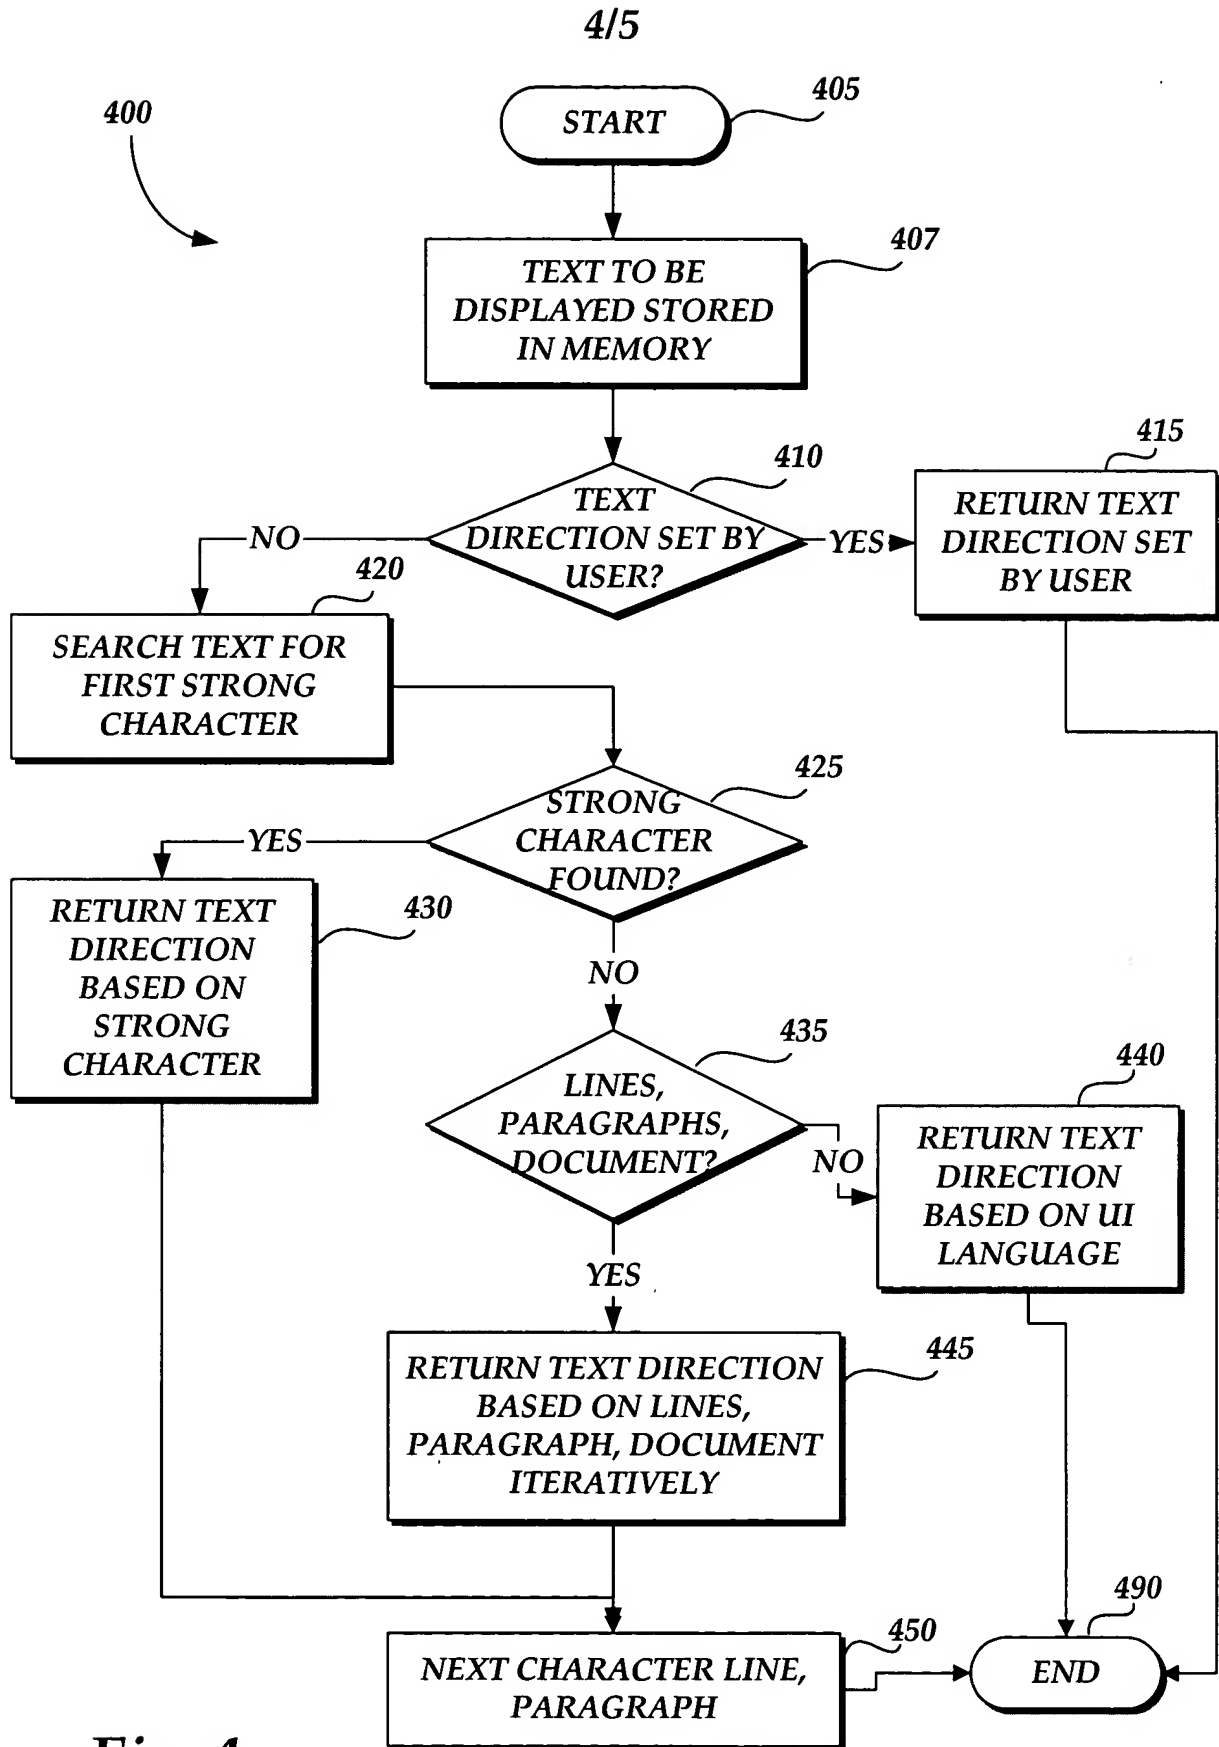 4/5
400
START
405
TEXT TO BE
DISPLAYED STORED
IN MEMORY
407
TEXT
DIRECTION SET BY
USER?
410
NO
YES
RETURN TEXT
DIRECTION SET
BY USER
415
SEARCH TEXT FOR
FIRST STRONG
CHARACTER
420
STRONG
CHARACTER
FOUND?
425
YES
NO
RETURN TEXT
DIRECTION
BASED ON
STRONG
CHARACTER
430
LINES,
PARAGRAPHS,
DOCUMENT?
435
NO
YES
RETURN TEXT
DIRECTION
BASED ON UI
LANGUAGE
440
RETURN TEXT DIRECTION
BASED ON LINES,
PARAGRAPH, DOCUMENT
ITERATIVELY
445
NEXT CHARACTER LINE,
PARAGRAPH
450
END
490